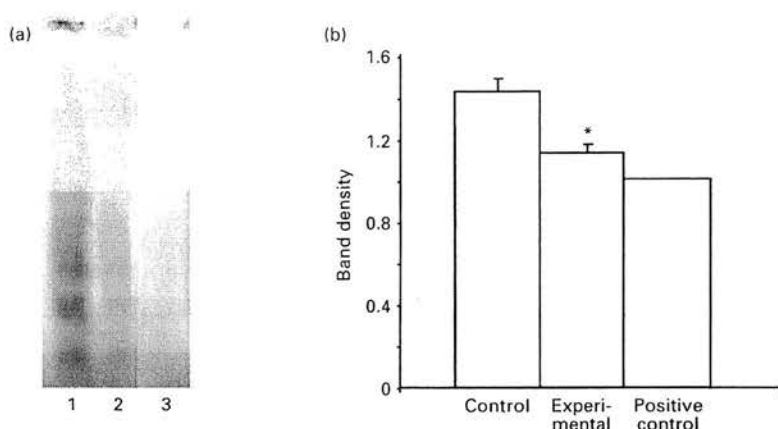 (a)
1 2 3
(b)
1.6
1.2
0.8
0.4
0
Band density
*
Control Experi-
mental Positive
control